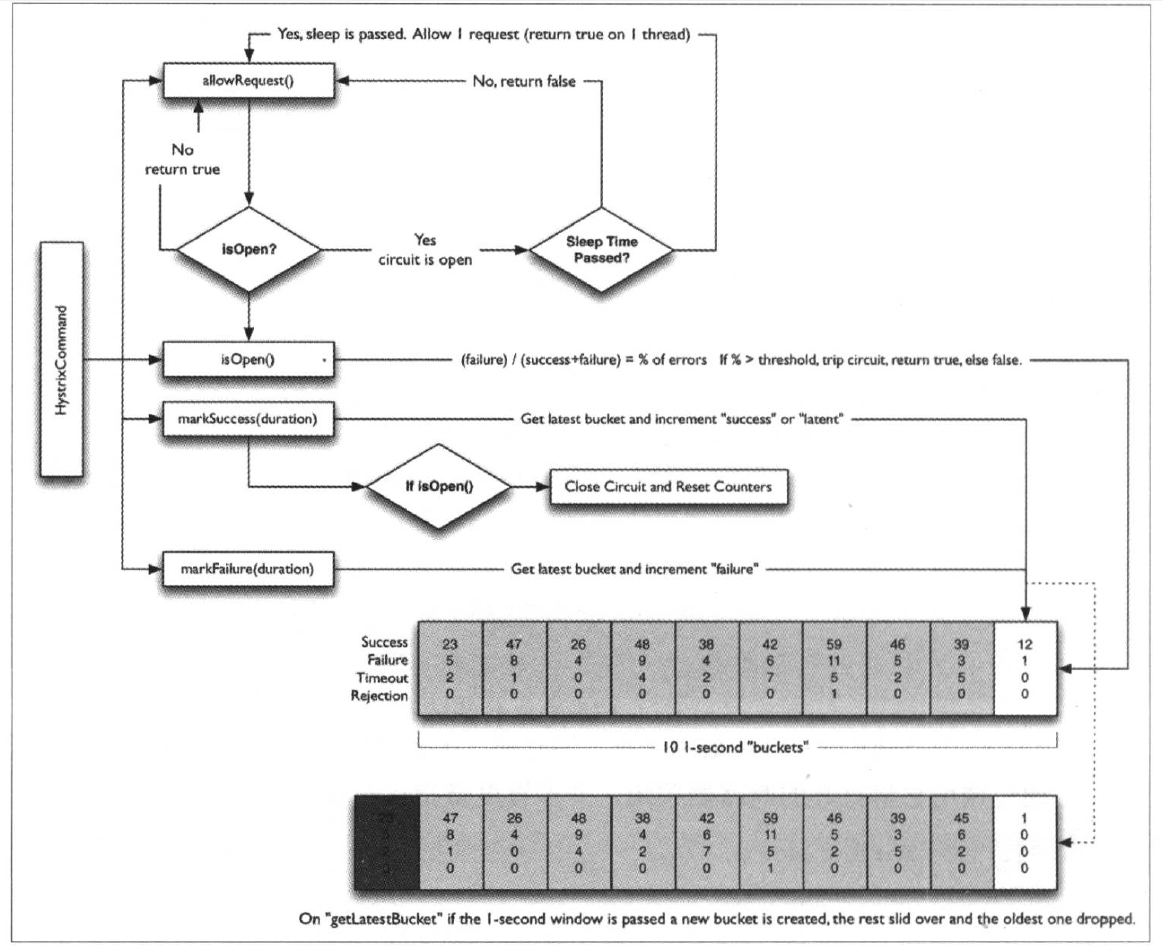 Yes, sleep is passed. Allow 1 request (return true on 1 thread)
allowRequest()
No, return false
No
return true
isOpen?
Yes
circuit is open
Sleep Time
Passed?
HystrixCommand
isOpen()
(failure) / (success+failure) = % of errors If % > threshold, trip circuit, return true, else false.
markSuccess(duration)
Get latest bucket and increment "success" or "latent"
If isOpen()
Close Circuit and Reset Counters
markFailure(duration)
Get latest bucket and increment "failure"
Success 23 47 26 48 38 42 59 46 39 12
Failure 5 8 4 9 4 6 11 5 3 1
Timeout 2 1 0 4 2 7 5 2 5 0
Rejection 0 0 0 0 0 0 1 0 0 0
10 1-second "buckets"
47 26 48 38 42 59 46 39 45 1
8 4 9 4 6 11 5 3 6 0
1 0 4 2 7 5 2 5 2 0
0 0 0 0 0 1 0 0 0 0
On "getLatestBucket" if the 1-second window is passed a new bucket is created, the rest slid over and the oldest one dropped.